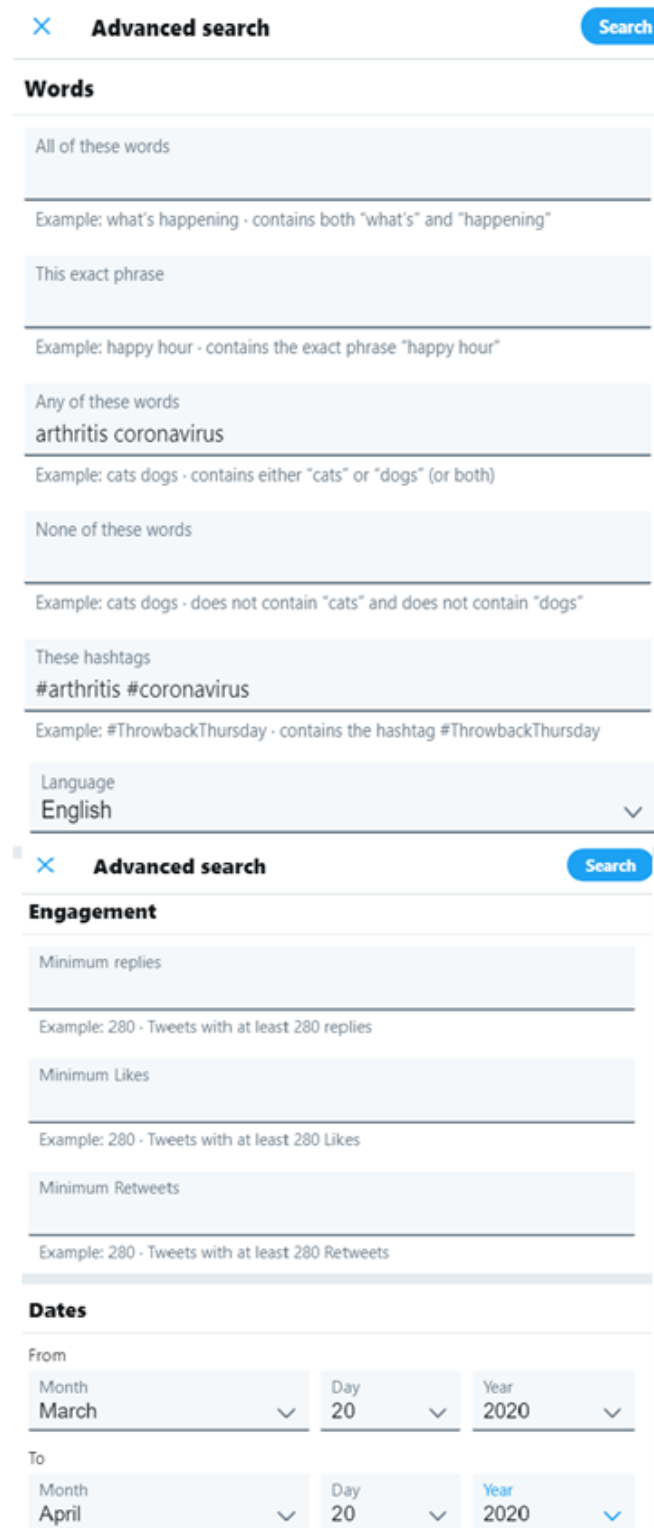 × Advanced search Search
Words
All of these words
Example: what's happening · contains both "what's" and "happening"
This exact phrase
Example: happy hour · contains the exact phrase "happy hour"
Any of these words
arthritis coronavirus
Example: cats dogs · contains either "cats" or "dogs" (or both)
None of these words
Example: cats dogs · does not contain "cats" and does not contain "dogs"
These hashtags
#arthritis #coronavirus
Example: #ThrowbackThursday · contains the hashtag #ThrowbackThursday
Language
English
× Advanced search Search
Engagement
Minimum replies
Example: 280 · Tweets with at least 280 replies
Minimum Likes
Example: 280 · Tweets with at least 280 Likes
Minimum Retweets
Example: 280 · Tweets with at least 280 Retweets
Dates
From
Month Day Year
March 20 2020
To
Month Day Year
April 20 2020